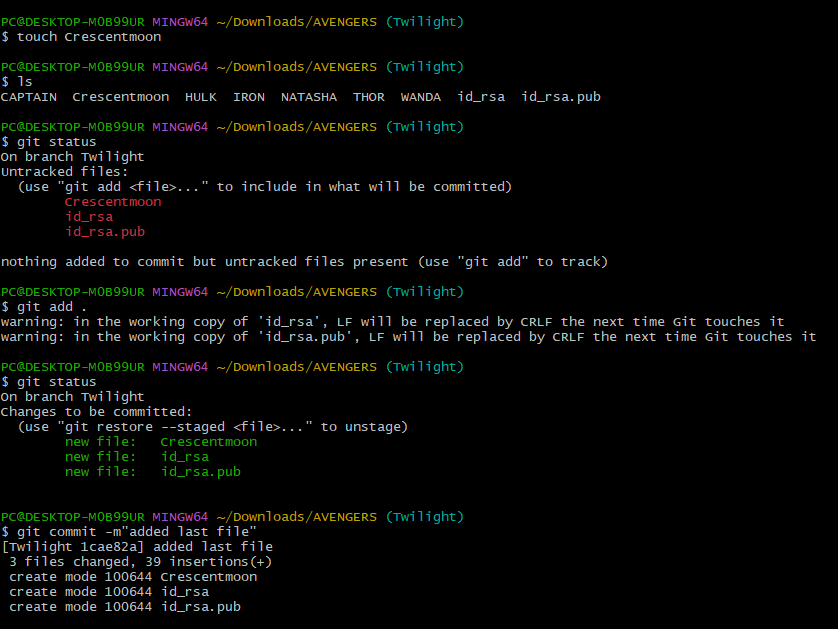 PC@DESKTOP-M0B99UR MINGW64 ~/Downloads/AVENGERS (Twilight)
$ touch Crescentmoon
PC@DESKTOP-M0B99UR MINGW64 ~/Downloads/AVENGERS (Twilight)
$ ls
CAPTAIN  Crescentmoon  HULK  IRON  NATASHA  THOR  WANDA  id_rsa  id_rsa.pub
PC@DESKTOP-M0B99UR MINGW64 ~/Downloads/AVENGERS (Twilight)
$ git status
On branch Twilight
Untracked files:
  (use "git add <file>..." to include in what will be committed)
        Crescentmoon
        id_rsa
        id_rsa.pub
nothing added to commit but untracked files present (use "git add" to track)
PC@DESKTOP-M0B99UR MINGW64 ~/Downloads/AVENGERS (Twilight)
$ git add .
warning: in the working copy of 'id_rsa', LF will be replaced by CRLF the next time Git touches it
warning: in the working copy of 'id_rsa.pub', LF will be replaced by CRLF the next time Git touches it
PC@DESKTOP-M0B99UR MINGW64 ~/Downloads/AVENGERS (Twilight)
$ git status
On branch Twilight
Changes to be committed:
  (use "git restore --staged <file>..." to unstage)
        new file:   Crescentmoon
        new file:   id_rsa
        new file:   id_rsa.pub
PC@DESKTOP-M0B99UR MINGW64 ~/Downloads/AVENGERS (Twilight)
$ git commit -m"added last file"
[Twilight 1cae82a] added last file
 3 files changed, 39 insertions(+)
 create mode 100644 Crescentmoon
 create mode 100644 id_rsa
 create mode 100644 id_rsa.pub